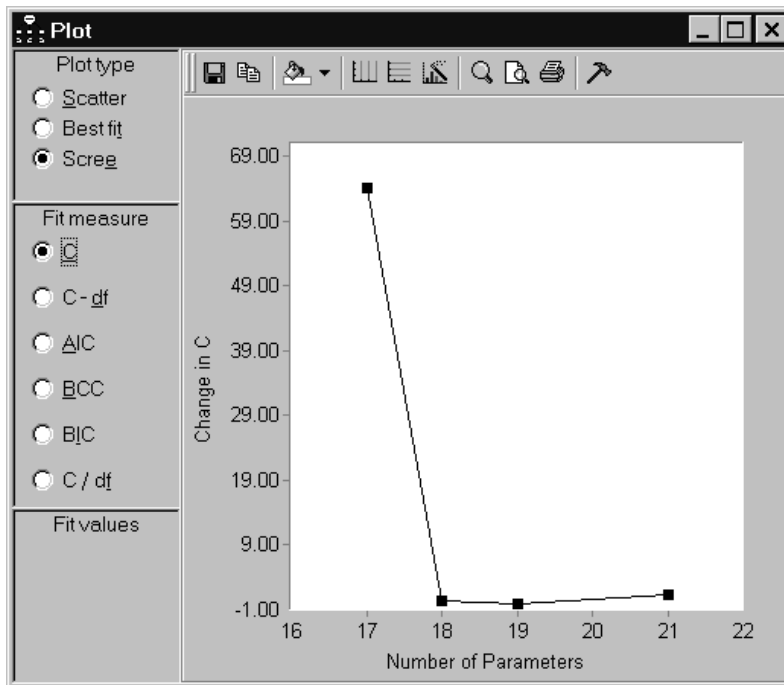 Plot
Plot type
Scatter
Best fit
Scree
Fit measure
C
C - df
AIC
BCC
BIC
C / df
Fit values
69.00
59.00
49.00
39.00
29.00
19.00
9.00
-1.00
Change in C
16 17 18 19 20 21 22
Number of Parameters